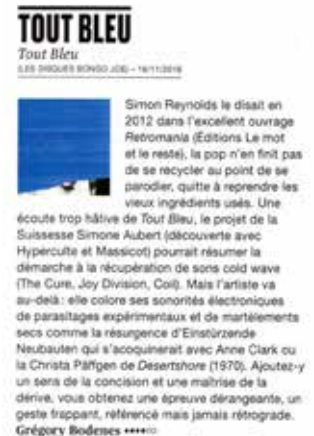 TOUT BLEU
Tout Bleu
(LES DISQUES BONGO JOE) – 16/11/2018
Simon Reynolds le disait en
2012 dans l'excellent ouvrage
Retromania (Éditions Le mot
et le reste), la pop n'en finit pas
de se recycler au point de se
parodier, quitte à reprendre les
vieux ingrédients usés. Une
écoute trop hâtive de Tout Bleu, le projet de la
Suissesse Simone Aubert (découverte avec
Hyperculte et Massicot) pourrait résumer la
démarche à la récupération de sons cold wave
(The Cure, Joy Division, Coil). Mais l'artiste va
au-delà : elle colore ses sonorités électroniques
de parasitages expérimentaux et de martèlements
secs comme la résurgence d'Einstürzende
Neubauten qui s'acoquinerait avec Anne Clark ou
la Christa Päffgen de Desertshore (1970). Ajoutez-y
un sens de la concision et une maîtrise de la
dérive, vous obtenez une épreuve dérangeante, un
geste frappant, référencé mais jamais rétrograde.
Grégory Bodenes